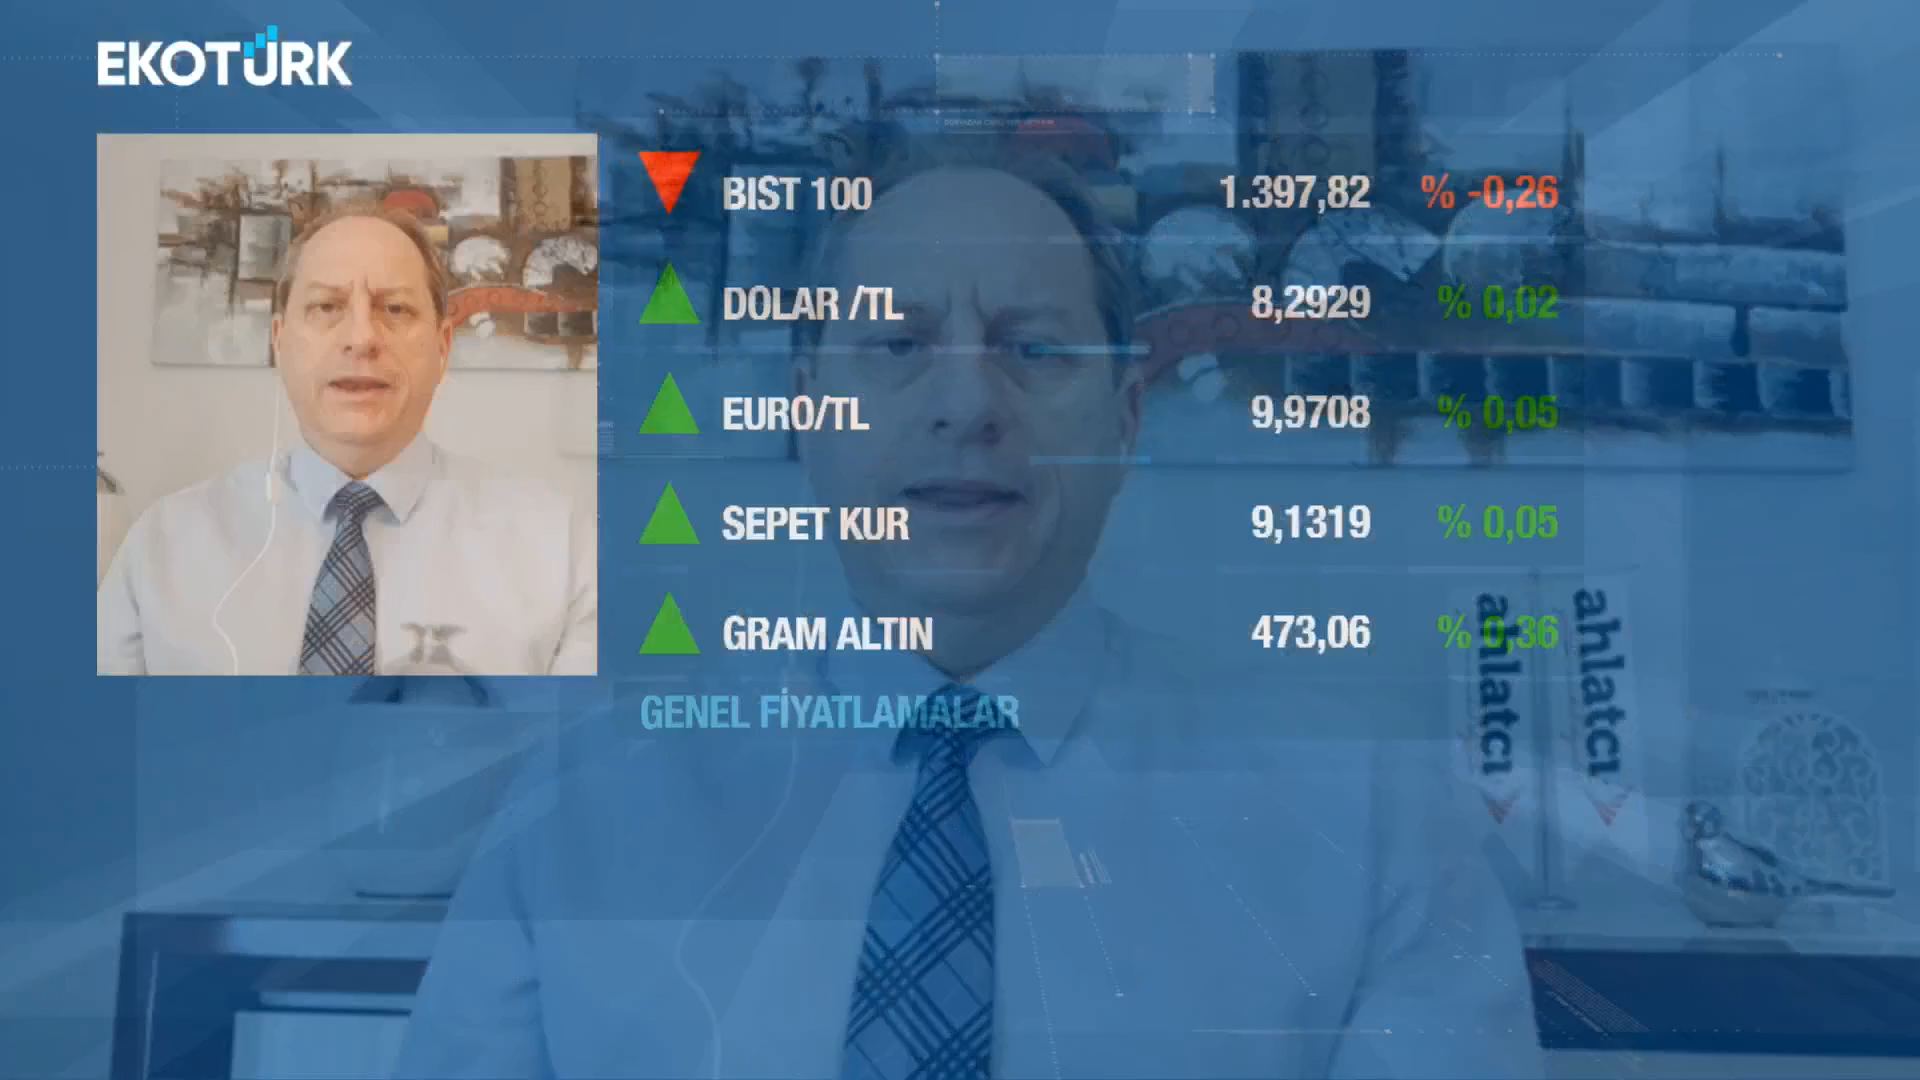 EKOTÜRK
BIST 100 1.397,82 % -0,26
DOLAR /TL 8,2929 % 0,02
EURO/TL 9,9708 % 0,05
SEPET KUR 9,1319 % 0,05
GRAM ALTIN 473,06 % 0,36
GENEL FİYATLAMALAR
ahlatcı
ahlatcı